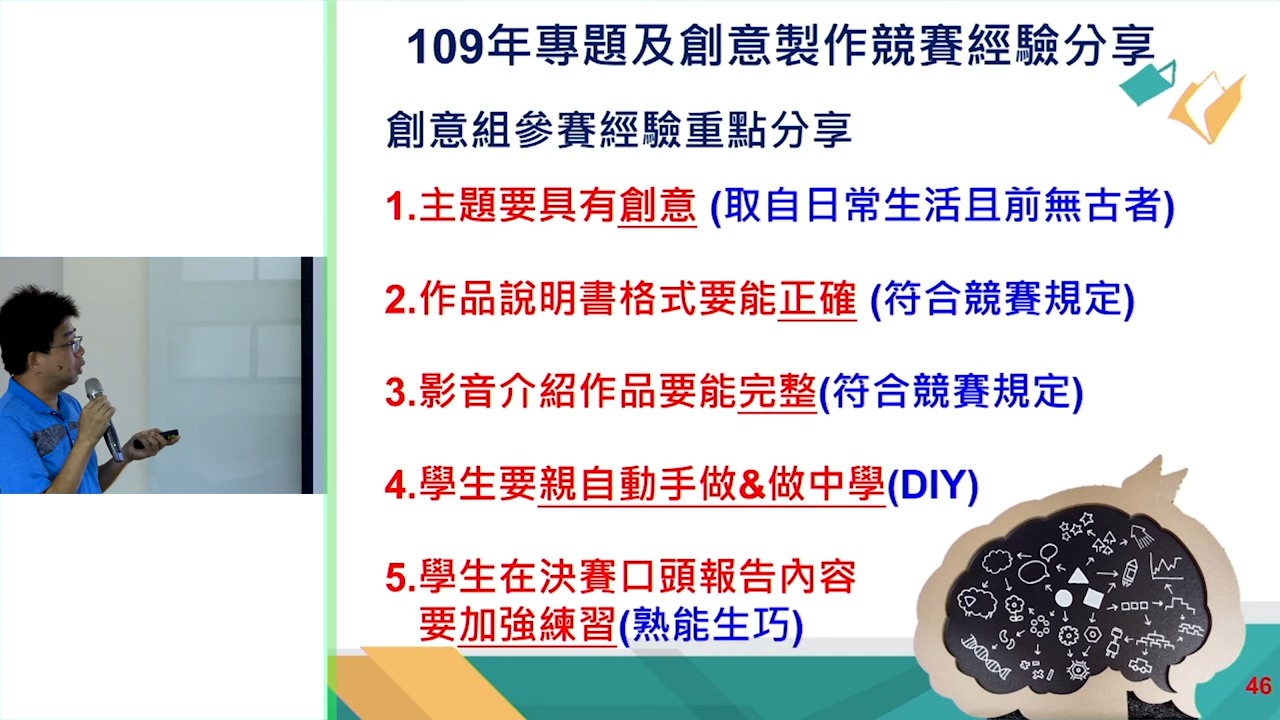 109年專題及創意製作競賽經驗分享
創意組參賽經驗重點分享
1.主題要具有創意 (取自日常生活且前無古者)
2.作品說明書格式要能正確 (符合競賽規定)
3.影音介紹作品要能完整(符合競賽規定)
4.學生要親自動手做&做中學(DIY)
5.學生在決賽口頭報告內容
要加強練習(熟能生巧)
46